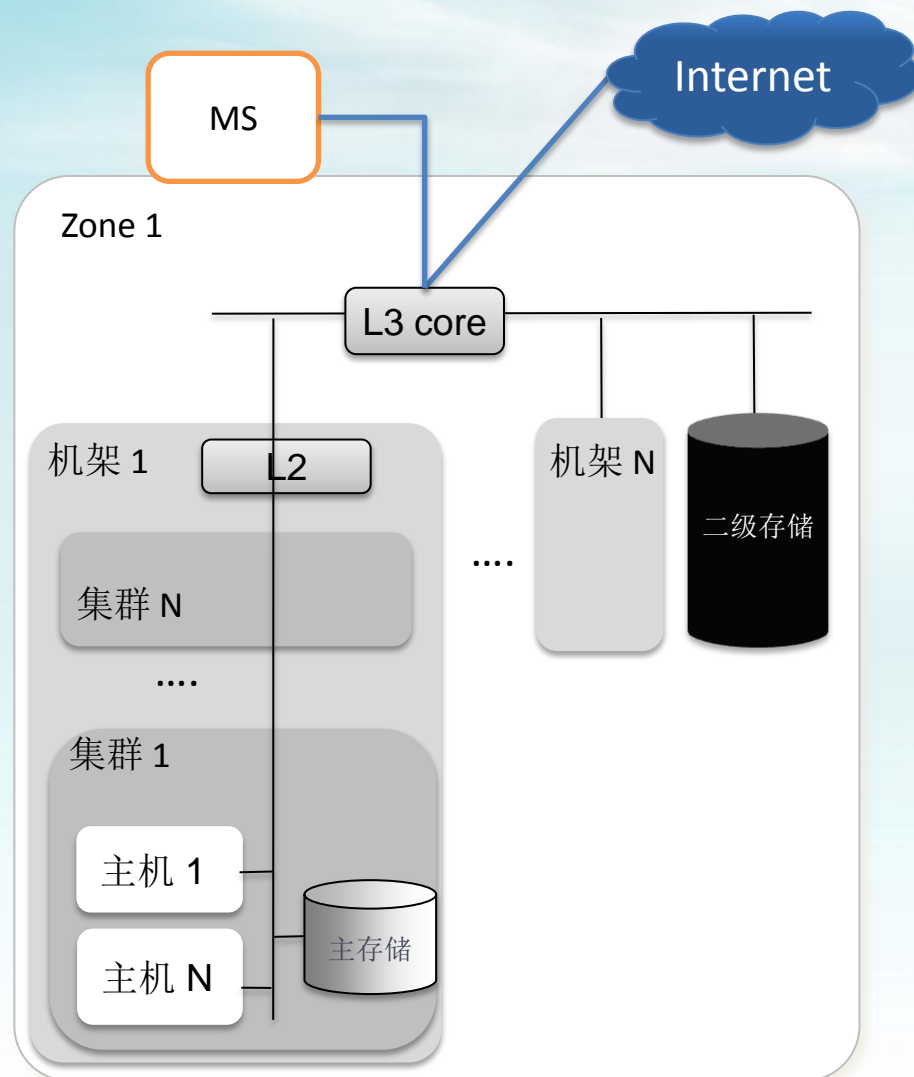 Internet
MS
Zone 1
L3 core
机架 1
L2
机架 N
二级存储
....
集群 N
....
集群 1
主机 1
主存储
主机 N